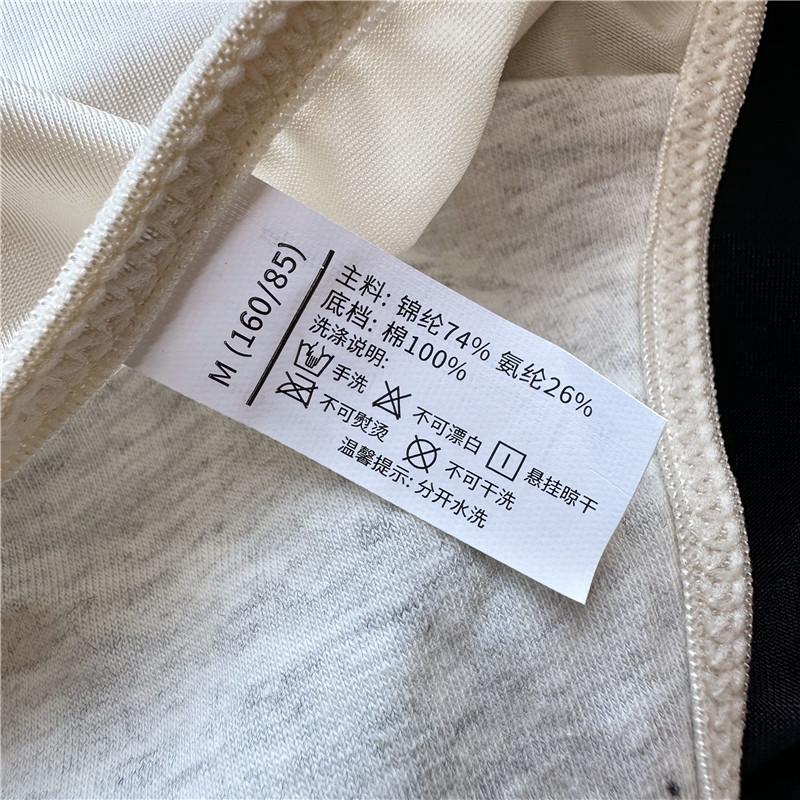 M (160/85)
主料: 锦纶74% 氨纶26%
底档: 棉100%
洗涤说明:
手洗 不可漂白 悬挂晾干
不可熨烫 不可干洗
温馨提示: 分开水洗